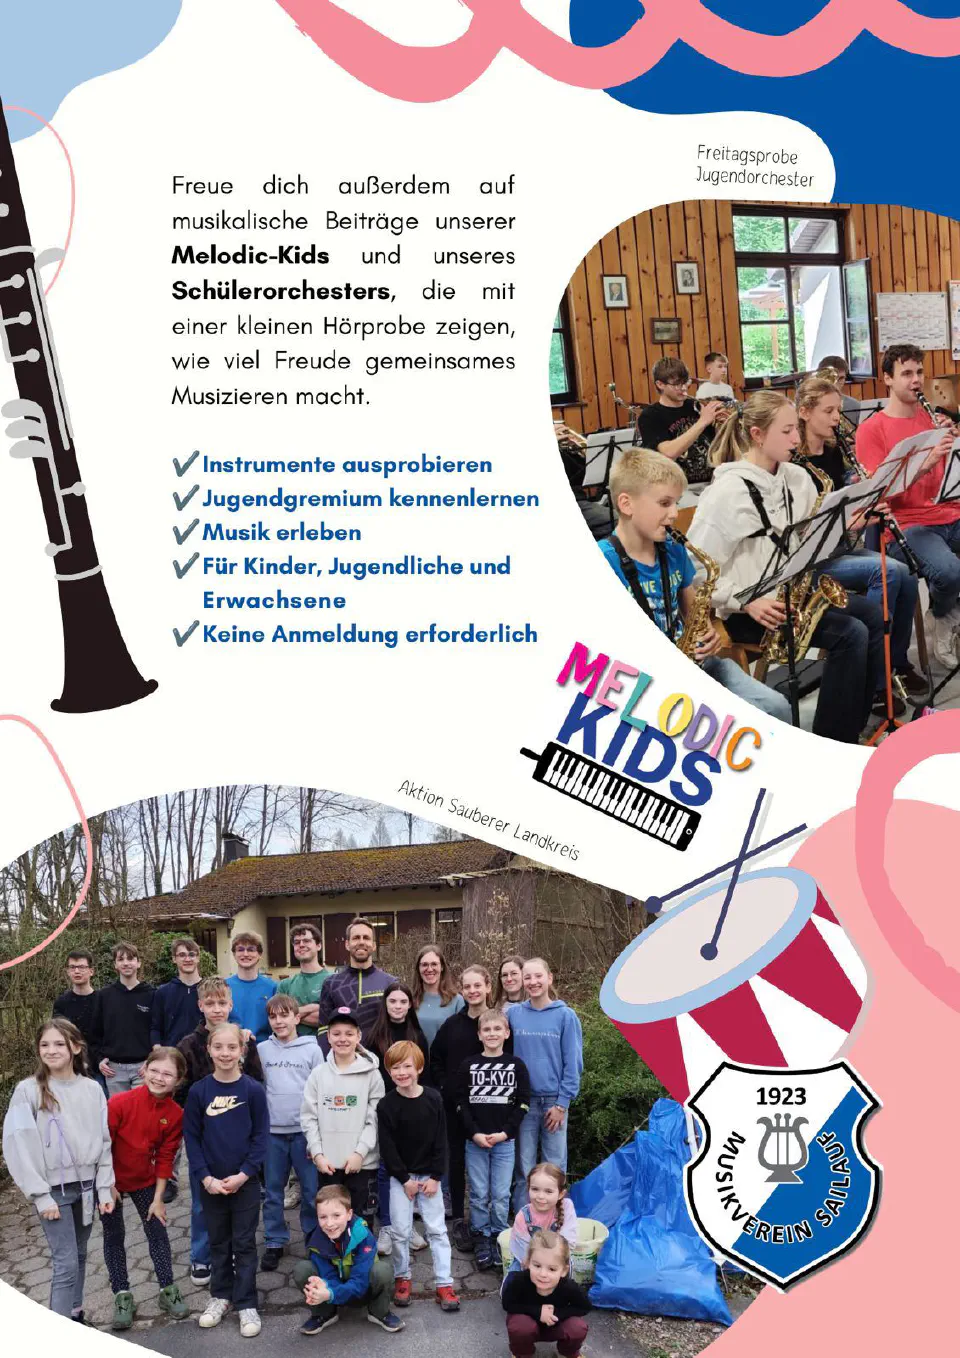 Freitagsprobe
Jugendorchester
Freue dich außerdem auf
musikalische Beiträge unserer
Melodic-Kids und unseres
Schülerorchesters, die mit
einer kleinen Hörprobe zeigen,
wie viel Freude gemeinsames
Musizieren macht.
✔Instrumente ausprobieren
✔Jugendgremium kennenlernen
✔Musik erleben
✔Für Kinder, Jugendliche und
Erwachsene
✔Keine Anmeldung erforderlich
MELODIC
KIDS
Aktion Sauberer Landkreis
NIKE
TO-KY.O
1923
MUSIKVEREIN SAILAUF